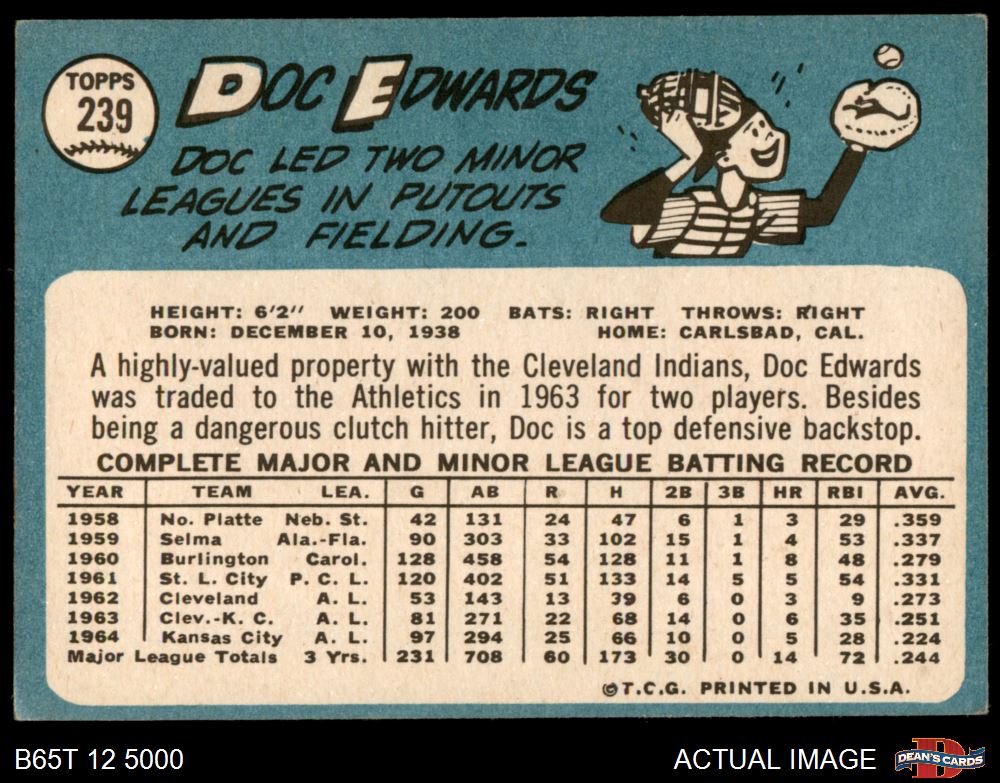 TOPPS
239
DOC EDWARDS
DOC LED TWO MINOR
LEAGUES IN PUTOUTS
AND FIELDING.
HEIGHT: 6'2" WEIGHT: 200 BATS: RIGHT THROWS: RIGHT
BORN: DECEMBER 10, 1938 HOME: CARLSBAD, CAL.
A highly-valued property with the Cleveland Indians, Doc Edwards
was traded to the Athletics in 1963 for two players. Besides
being a dangerous clutch hitter, Doc is a top defensive backstop.
COMPLETE MAJOR AND MINOR LEAGUE BATTING RECORD
YEAR TEAM LEA. G AB R H 2B 3B HR RBI AVG.
1958 No. Platte Neb. St. 42 131 24 47 6 1 3 29 .359
1959 Selma Ala.-Fla. 90 303 33 102 15 1 4 53 .337
1960 Burlington Carol. 128 458 54 128 11 1 8 48 .279
1961 St. L. City P. C. L. 120 402 51 133 14 5 5 54 .331
1962 Cleveland A. L. 53 143 13 39 6 0 3 9 .273
1963 Clev.-K. C. A. L. 81 271 22 68 14 0 6 35 .251
1964 Kansas City A. L. 97 294 25 66 10 0 5 28 .224
Major League Totals 3 Yrs. 231 708 60 173 30 0 14 72 .244
©T.C.G. PRINTED IN U.S.A.
B65T 12 5000
ACTUAL IMAGE
D
DEAN'S CARDS